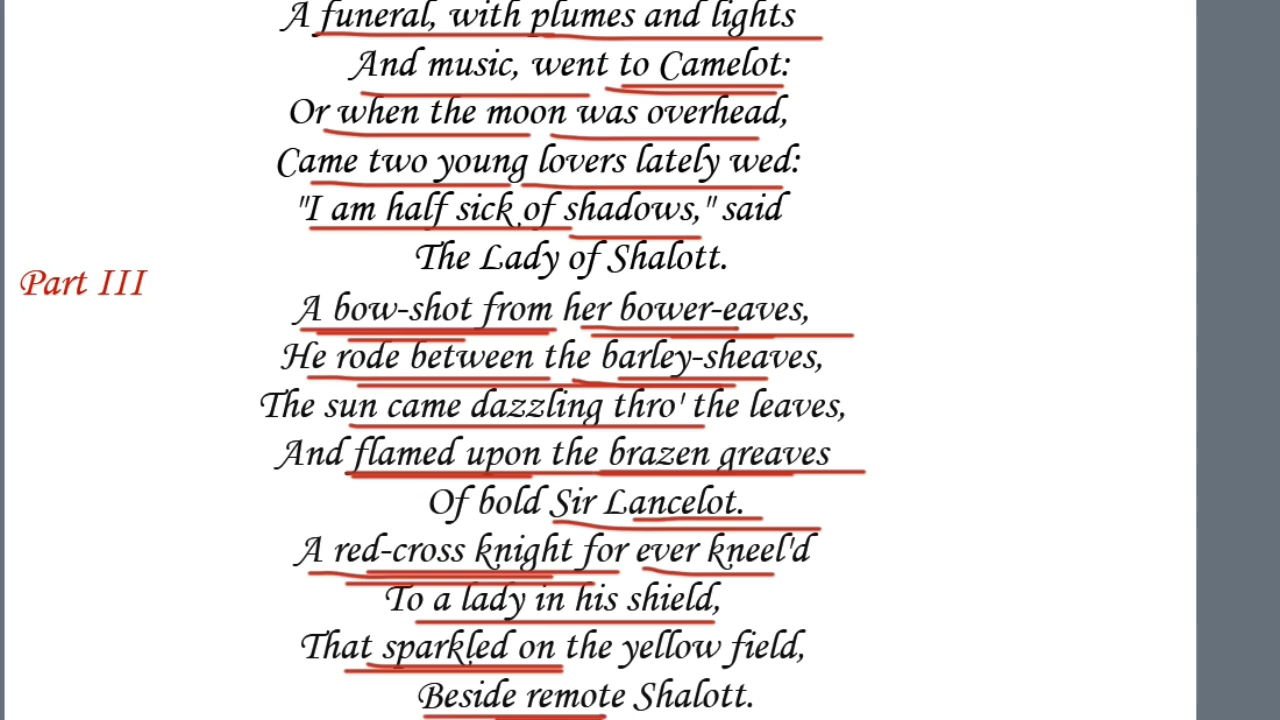 A funeral, with plumes and lights
And music, went to Camelot:
Or when the moon was overhead,
Came two young lovers lately wed:
"I am half sick of shadows," said
The Lady of Shalott.
Part III
A bow-shot from her bower-eaves,
He rode between the barley-sheaves,
The sun came dazzling thro' the leaves,
And flamed upon the brazen greaves
Of bold Sir Lancelot.
A red-cross knight for ever kneel'd
To a lady in his shield,
That sparkled on the yellow field,
Beside remote Shalott.